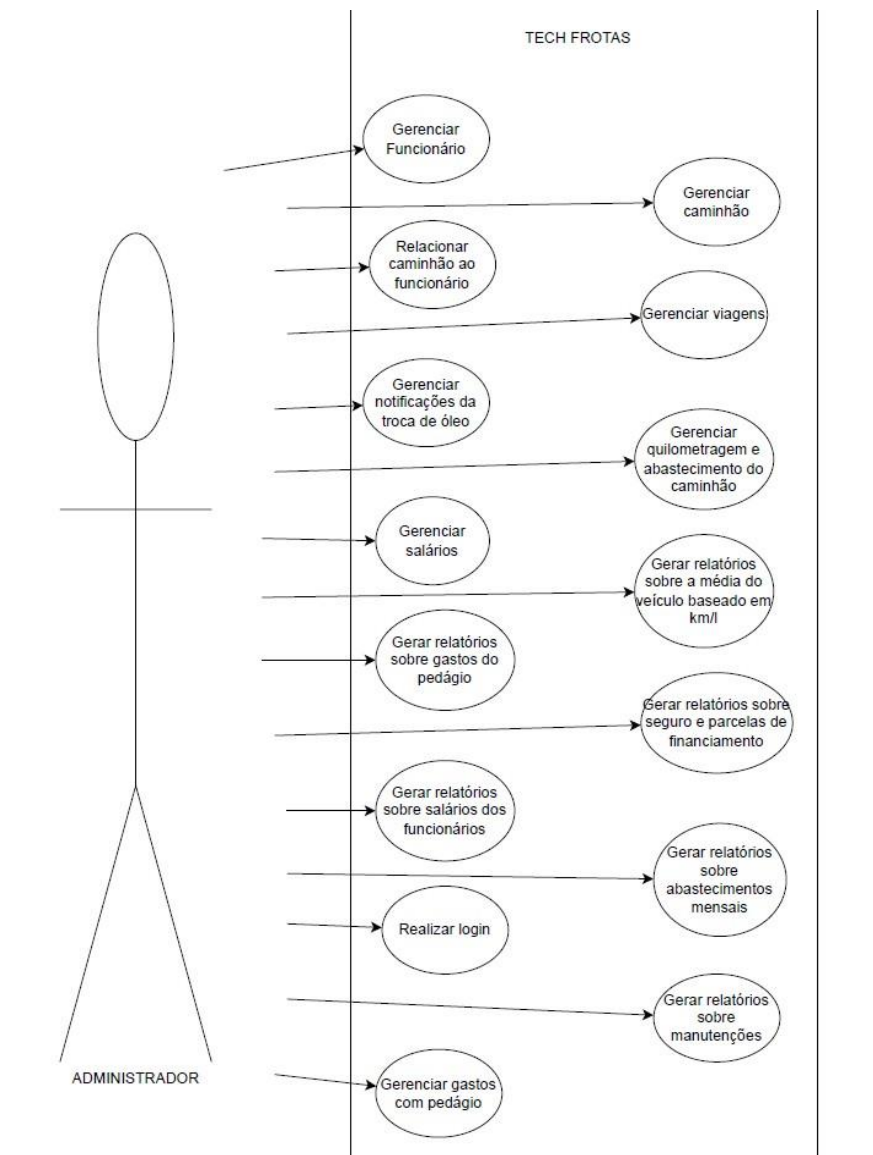 TECH FROTAS
Gerenciar
Funcionário
Gerenciar
caminhão
Relacionar
caminhão ao
funcionário
Gerenciar viagens
Gerenciar
notificações da
troca de óleo
Gerenciar
quilometragem e
abastecimento do
caminhão
Gerenciar
salários
Gerar relatórios
sobre a média do
veículo baseado em
km/l
Gerar relatórios
sobre gastos do
pedágio
Gerar relatórios sobre
seguro e parcelas de
financiamento
Gerar relatórios
sobre salários dos
funcionários
Gerar relatórios
sobre
abastecimentos
mensais
Realizar login
Gerar relatórios
sobre
manutenções
ADMINISTRADOR
Gerenciar gastos
com pedágio